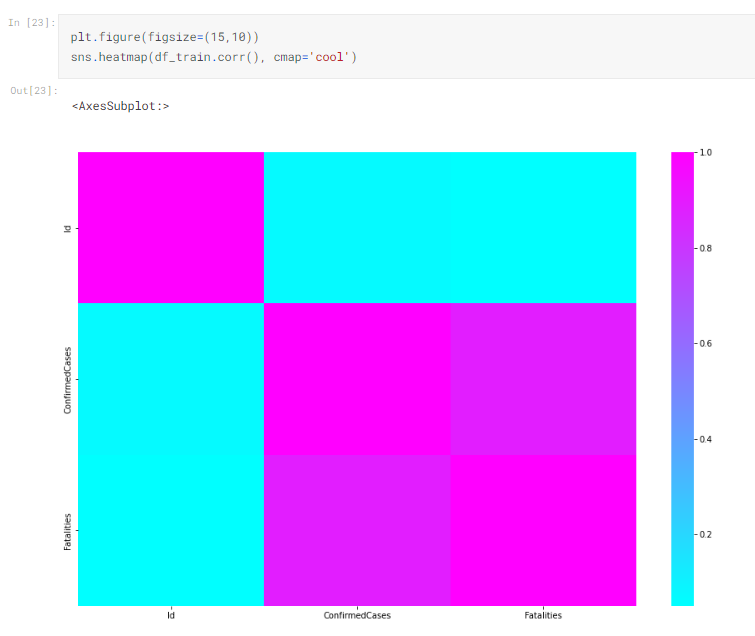 In [23]:
plt.figure(figsize=(15,10))
sns.heatmap(df_train.corr(), cmap='cool')
Out[23]:
<AxesSubplot:>
Id
ConfirmedCases
Fatalities
Id
ConfirmedCases
Fatalities
1.0
0.8
0.6
0.4
0.2